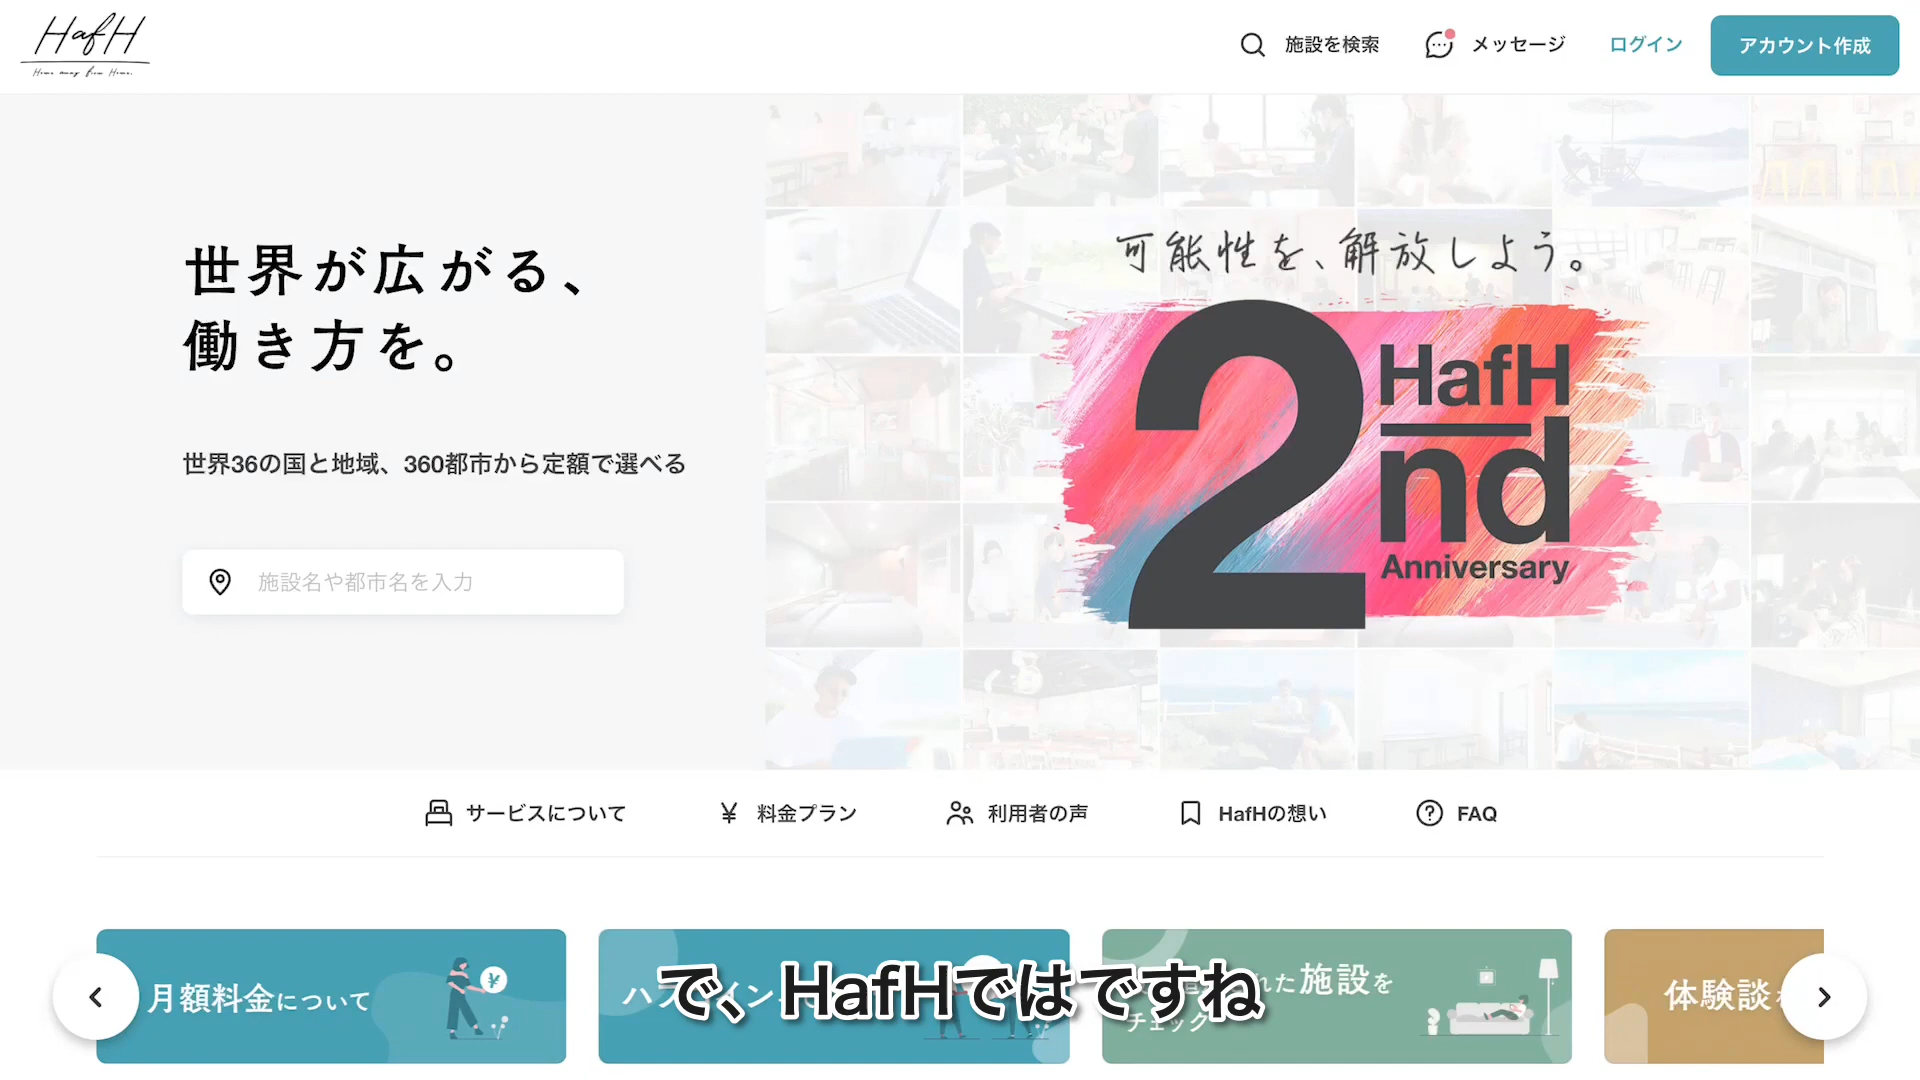 HafH
Home away from Home.
施設を検索
メッセージ
ログイン
アカウント作成
世界が広がる、
働き方を。
世界36の国と地域、360都市から定額で選べる
施設名や都市名を入力
可能性を、解放しよう。
2nd
HafH
Anniversary
サービスについて
料金プラン
利用者の声
HafHの想い
FAQ
月額料金について
施設を
チェック
体験談
で、HafHではですね